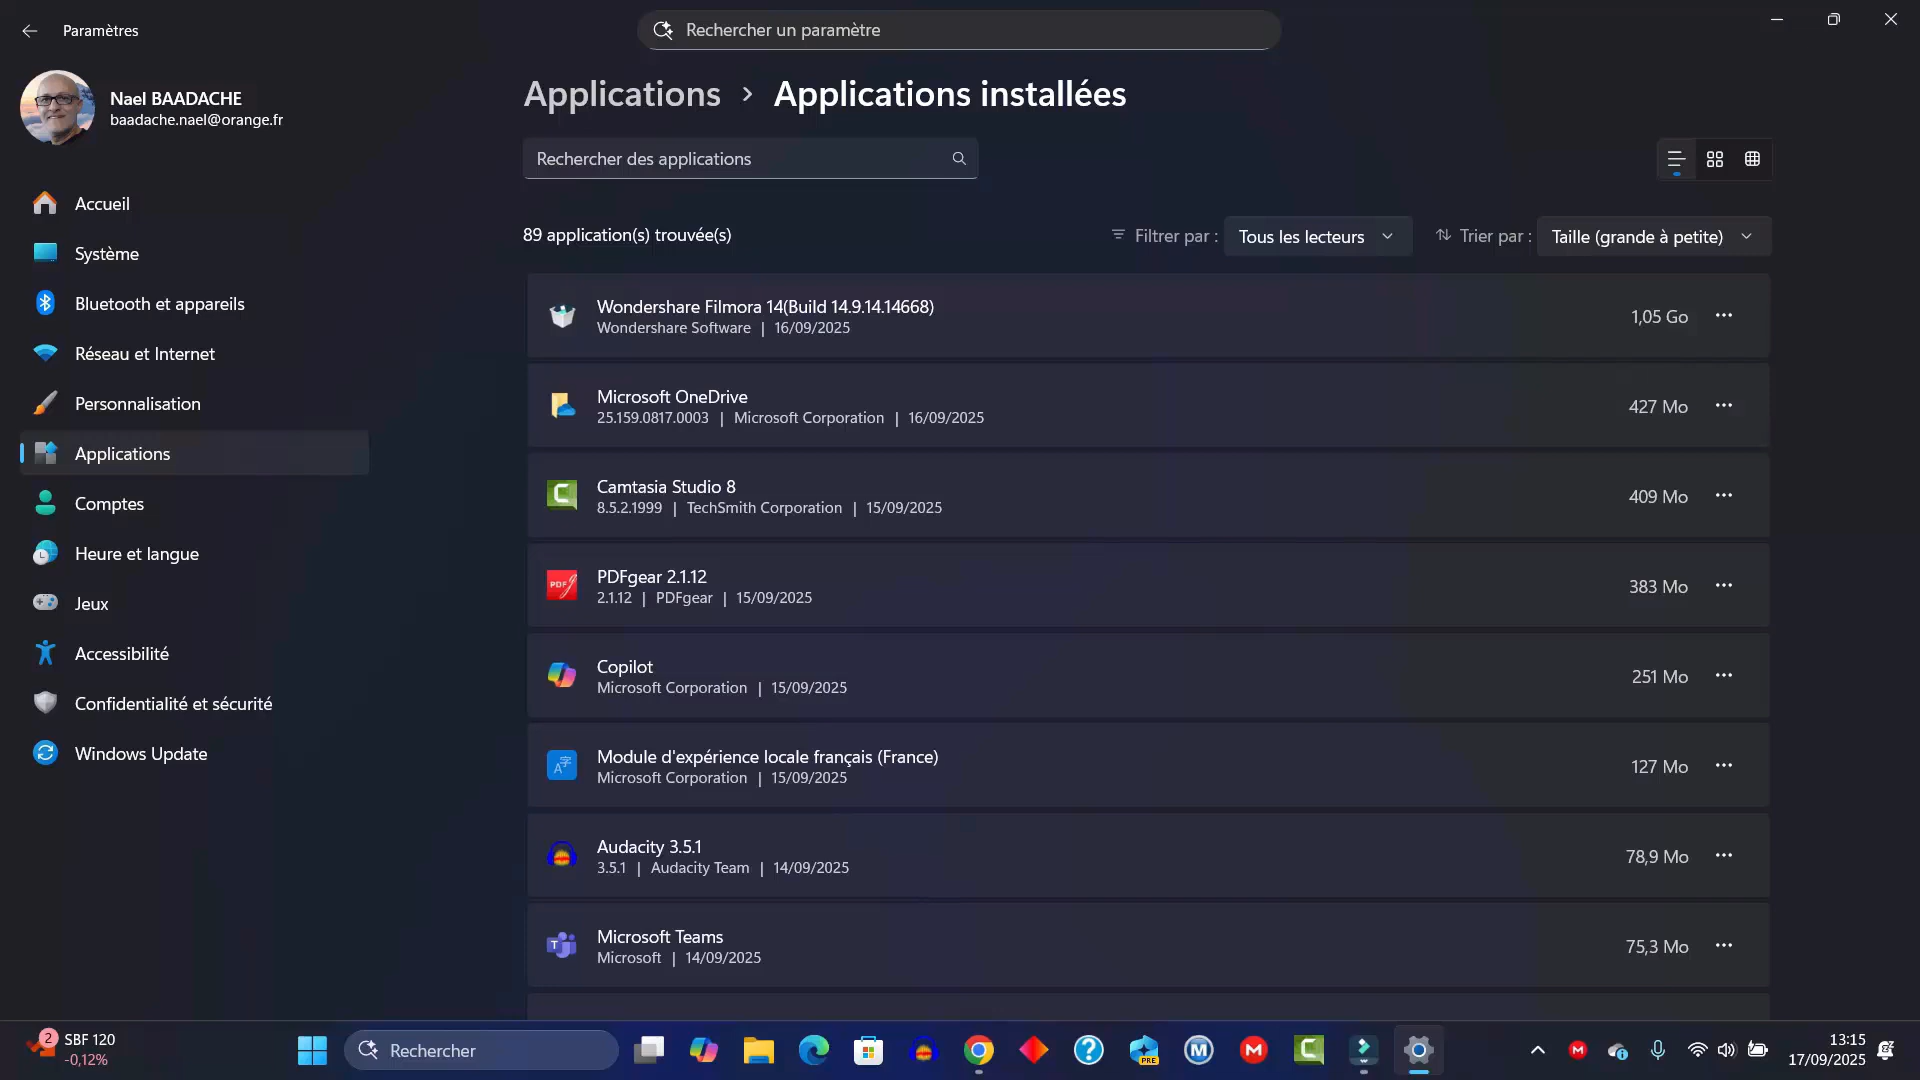 Paramètres
Rechercher un paramètre
Nael BAADACHE
baadache.nael@orange.fr
Accueil
Système
Bluetooth et appareils
Réseau et Internet
Personnalisation
Applications
Comptes
Heure et langue
Jeux
Accessibilité
Confidentialité et sécurité
Windows Update
Applications > Applications installées
Rechercher des applications
89 application(s) trouvée(s)
Filtrer par : Tous les lecteurs
Trier par : Taille (grande à petite)
Wondershare Filmora 14(Build 14.9.14.14668)
Wondershare Software | 16/09/2025
1,05 Go
Microsoft OneDrive
25.159.0817.0003 | Microsoft Corporation | 16/09/2025
427 Mo
Camtasia Studio 8
8.5.2.1999 | TechSmith Corporation | 15/09/2025
409 Mo
PDF
PDFgear 2.1.12
2.1.12 | PDFgear | 15/09/2025
383 Mo
Copilot
Microsoft Corporation | 15/09/2025
251 Mo
Module d'expérience locale français (France)
Microsoft Corporation | 15/09/2025
127 Mo
Audacity 3.5.1
3.5.1 | Audacity Team | 14/09/2025
78,9 Mo
Microsoft Teams
Microsoft | 14/09/2025
75,3 Mo
2
SBF 120
-0,12%
Rechercher
PRE
13:15
17/09/2025